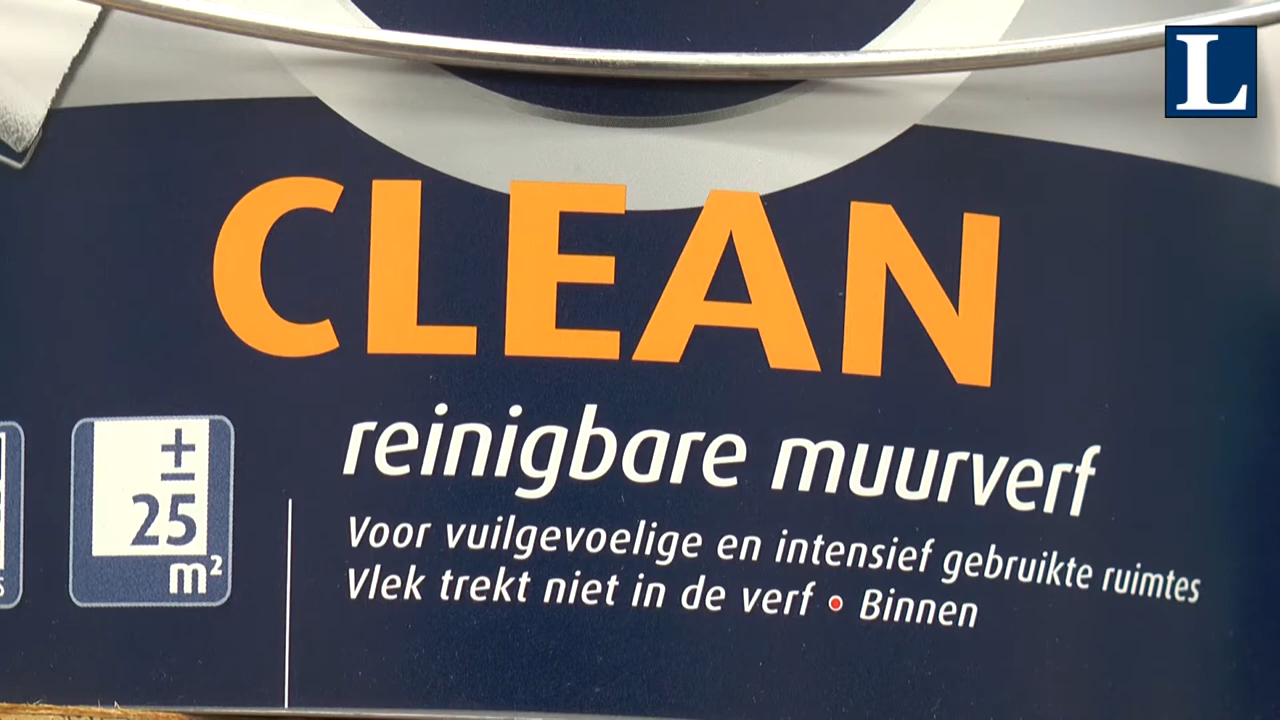 L
CLEAN
reinigbare muurverf
± 25 m²
Voor vuilgevoelige en intensief gebruikte ruimtes
Vlek trekt niet in de verf • Binnen